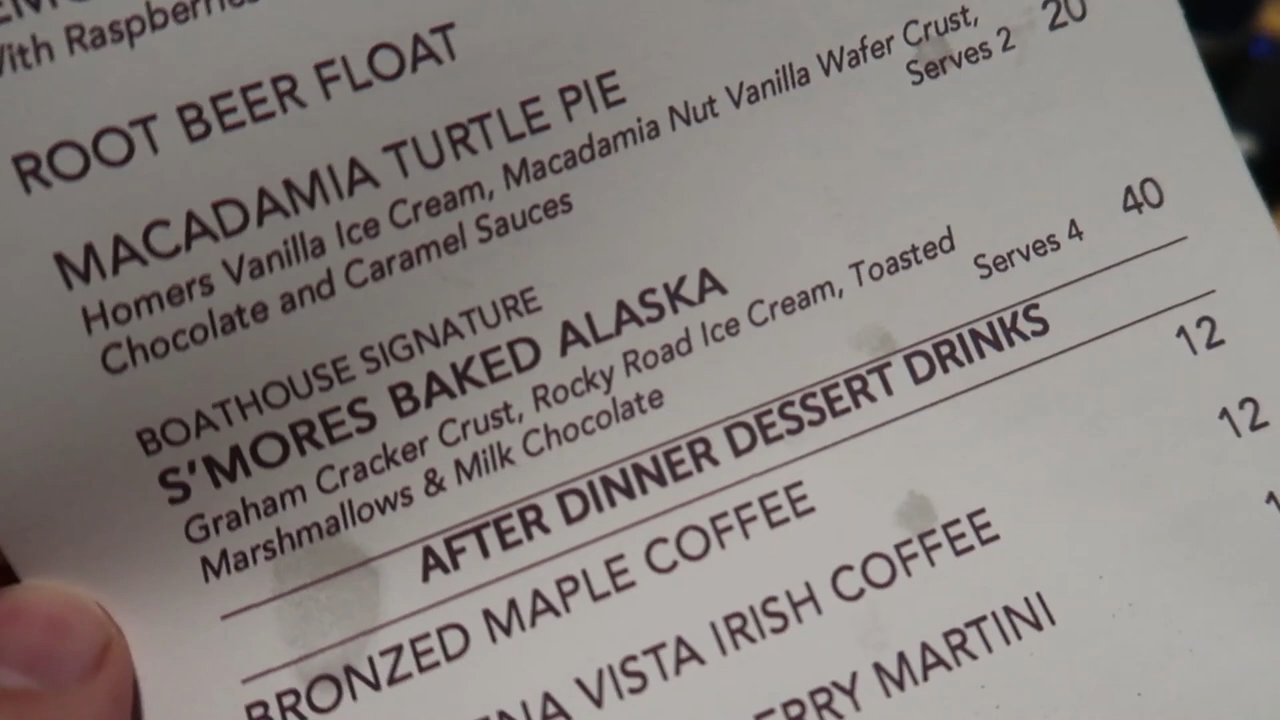 With Raspberries
ROOT BEER FLOAT
MACADAMIA TURTLE PIE
Homers Vanilla Ice Cream, Macadamia Nut Vanilla Wafer Crust,
Chocolate and Caramel Sauces
Serves 2 20
BOATHOUSE SIGNATURE
S'MORES BAKED ALASKA
Graham Cracker Crust, Rocky Road Ice Cream, Toasted
Marshmallows & Milk Chocolate
Serves 4 40
AFTER DINNER DESSERT DRINKS
BRONZED MAPLE COFFEE 12
VISTA IRISH COFFEE 12
MARTINI